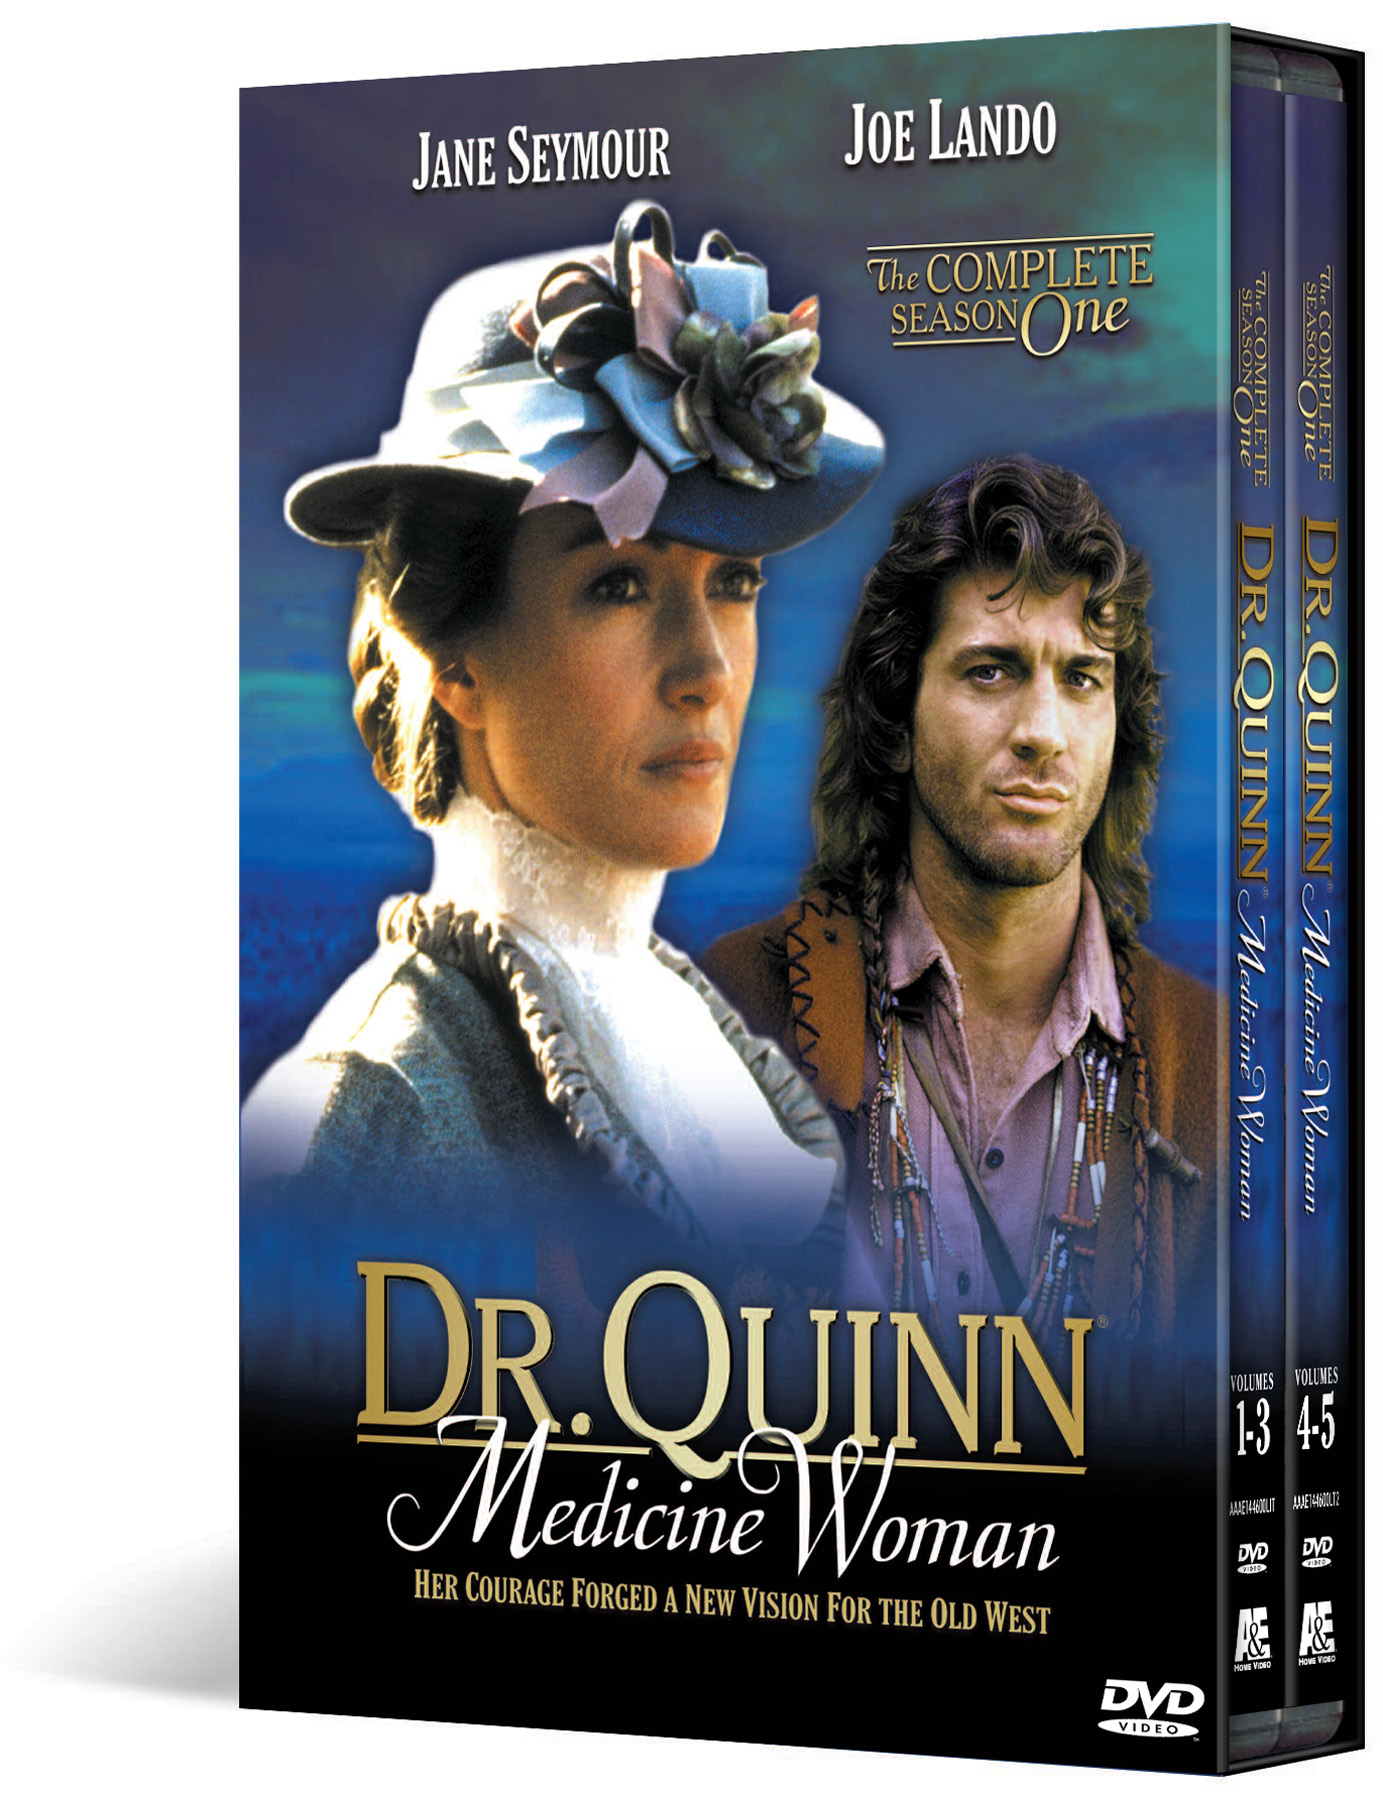 JANE SEYMOUR
JOE LANDO
The COMPLETE
SEASON One
DR. QUINN®
Medicine Woman
HER COURAGE FORGED A NEW VISION FOR THE OLD WEST
DVD
VIDEO
The COMPLETE
SEASON One
DR. QUINN®
Medicine Woman
VOLUMES
1-3
DVD
VIDEO
A&E
HOME VIDEO
The COMPLETE
SEASON One
DR. QUINN®
Medicine Woman
VOLUMES
4-5
AAAE144600LT2
DVD
VIDEO
A&E
HOME VIDEO